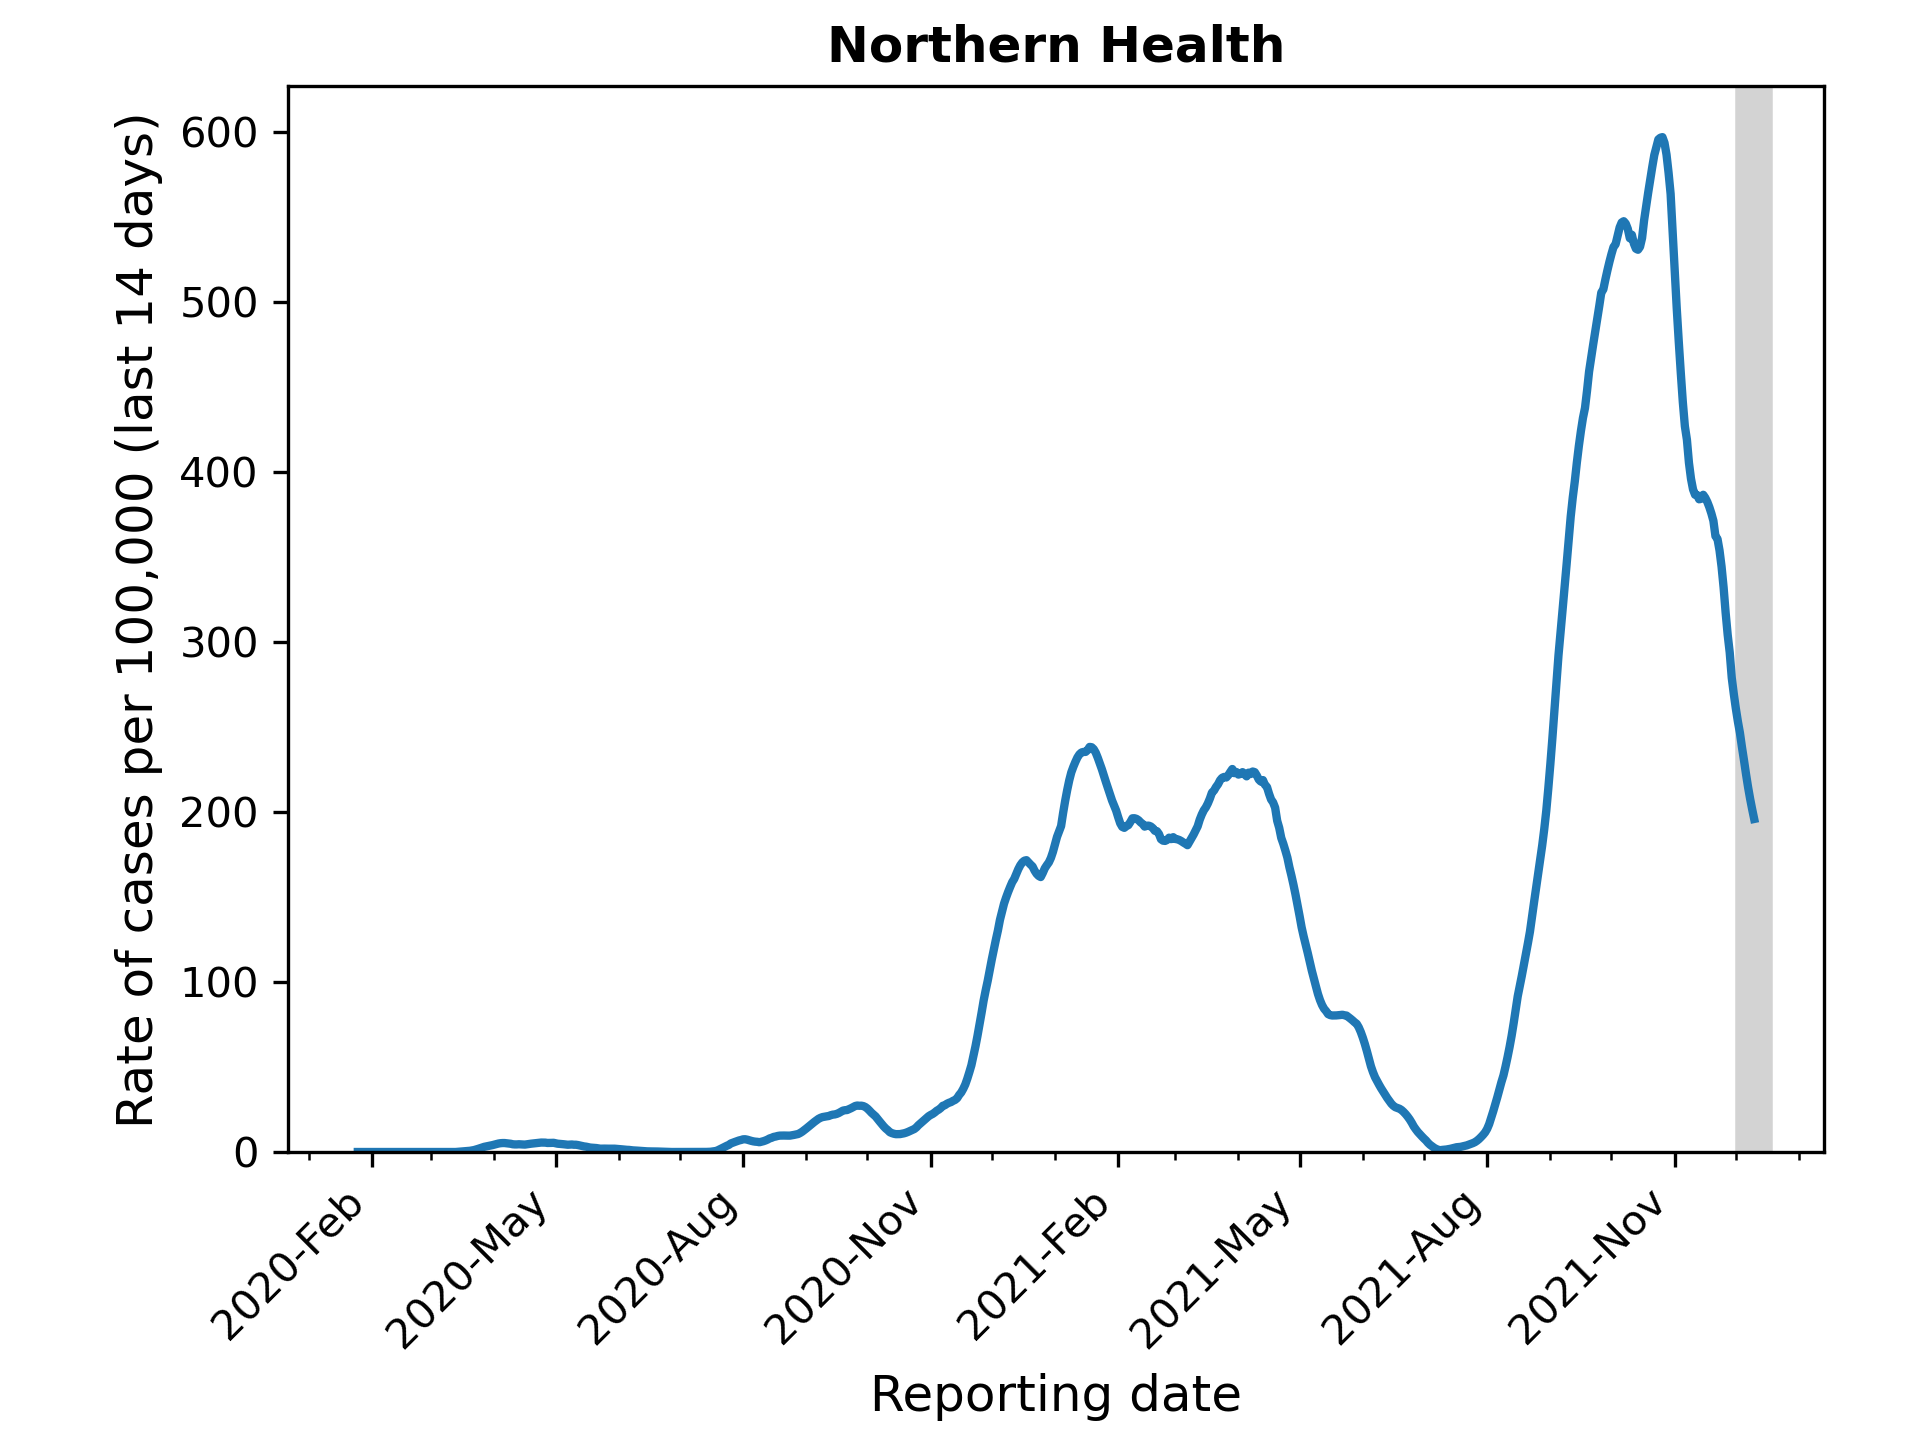 Northern Health
Rate of cases per 100,000 (last 14 days)
600
500
400
300
200
100
0
2020-Feb
2020-May
2020-Aug
2020-Nov
2021-Feb
2021-May
2021-Aug
2021-Nov
Reporting date